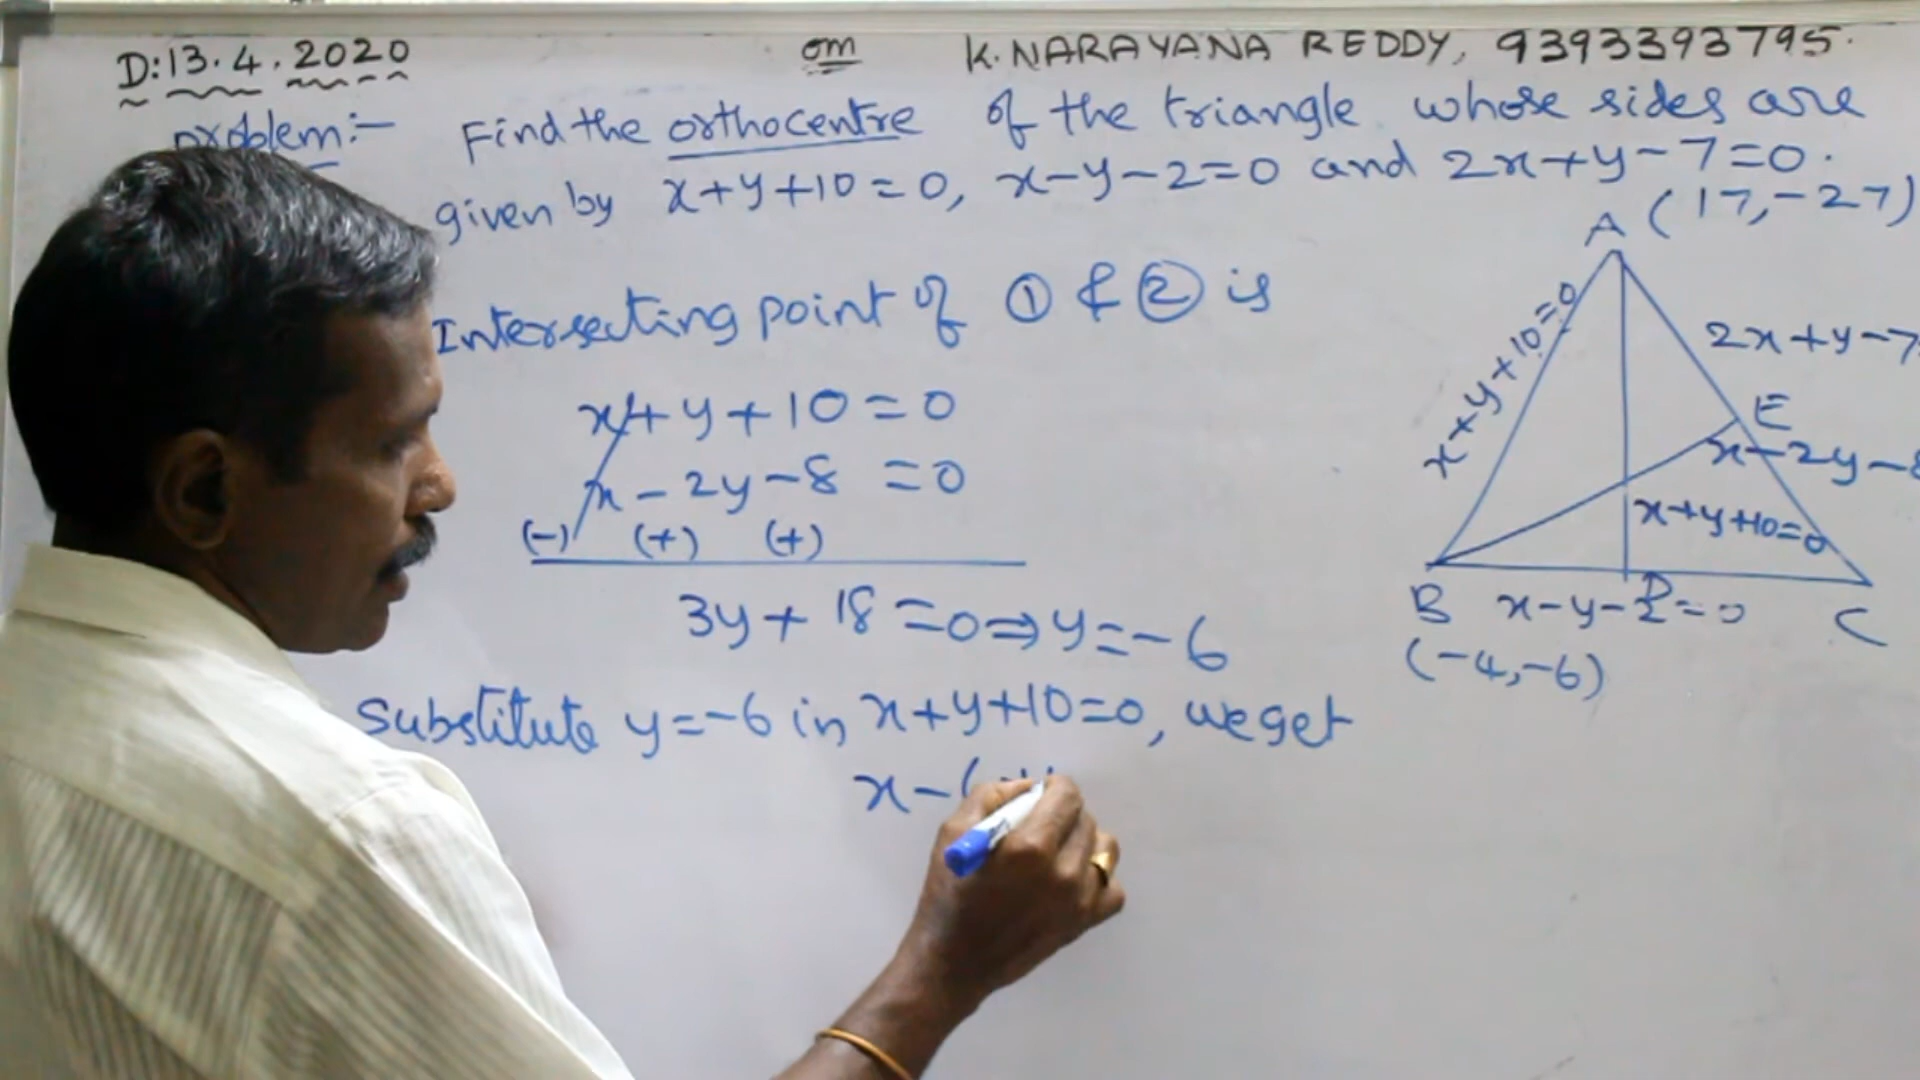 D:13.4.2020 om K.NARAYANA REDDY, 9393393795.
problem:- Find the orthocentre of the triangle whose sides are
given by x+y+10=0, x-y-2=0 and 2x+y-7=0.
A (17,-27)
Intersecting point of ① & ② is
x+y+10=0
2x+y-7
x+y+10=0
E
x-2y-8=0
x-2y-8
(-) (+) (+)
x+y+10=0
3y+18=0⇒y=-6
B x-y-2=0 D C
(-4,-6)
Substitute y=-6 in x+y+10=0, we get
x-6